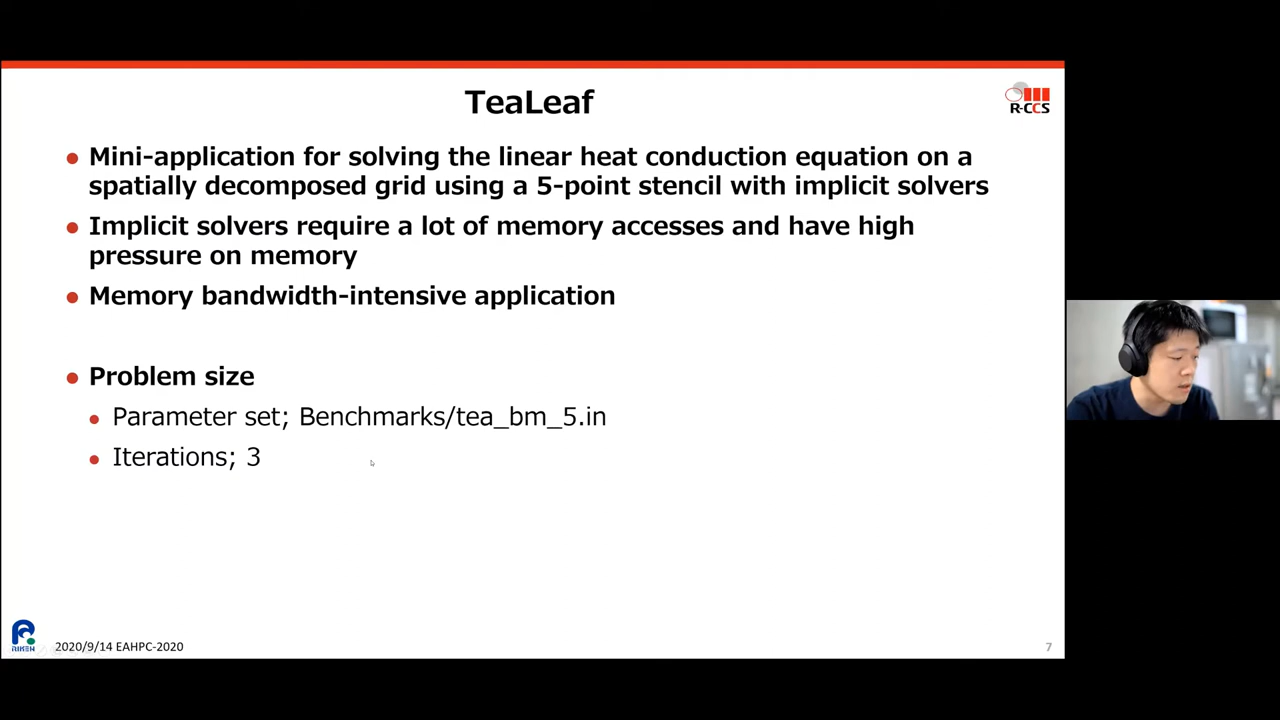 TeaLeaf
R-CCS
Mini-application for solving the linear heat conduction equation on a
spatially decomposed grid using a 5-point stencil with implicit solvers
Implicit solvers require a lot of memory accesses and have high
pressure on memory
Memory bandwidth-intensive application
Problem size
Parameter set; Benchmarks/tea_bm_5.in
Iterations; 3
RIKEN
2020/9/14 EAHPC-2020
7